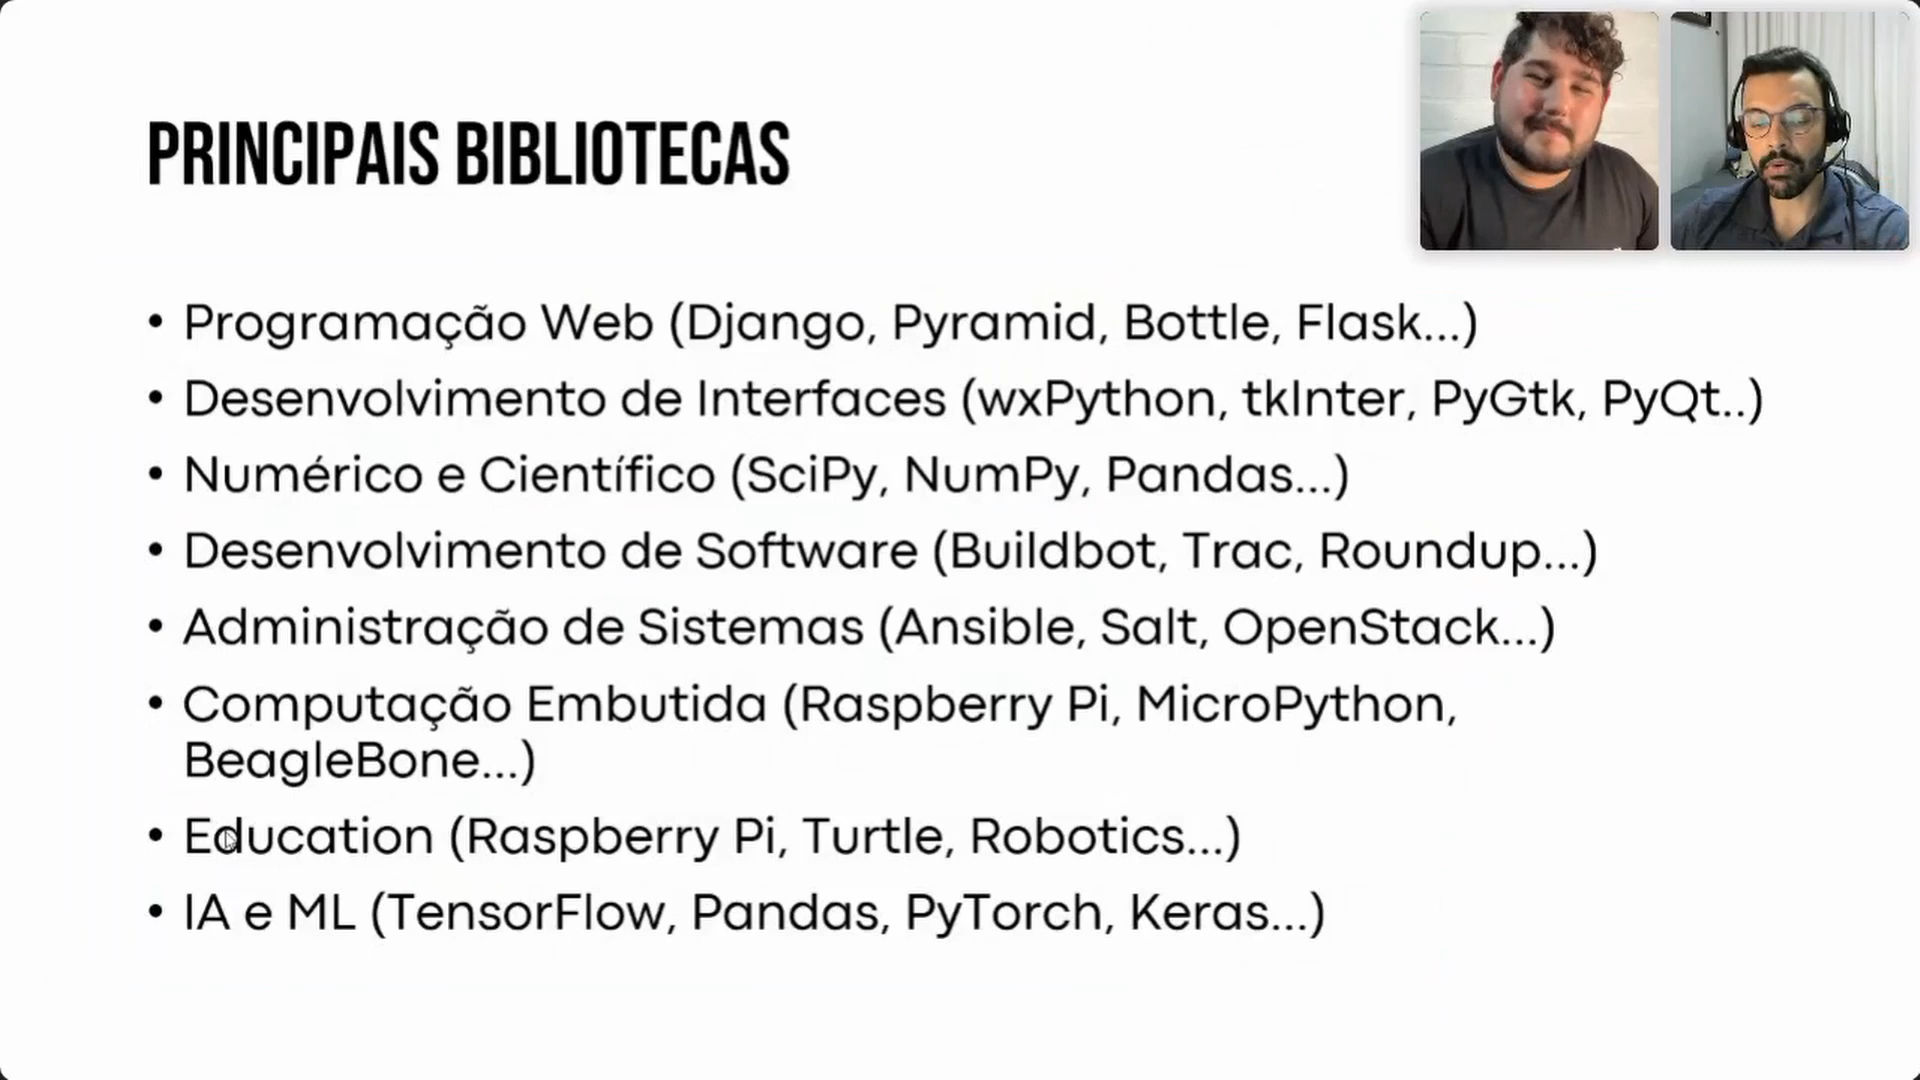 PRINCIPAIS BIBLIOTECAS
• Programação Web (Django, Pyramid, Bottle, Flask...)
• Desenvolvimento de Interfaces (wxPython, tkInter, PyGtk, PyQt..)
• Numérico e Científico (SciPy, NumPy, Pandas...)
• Desenvolvimento de Software (Buildbot, Trac, Roundup...)
• Administração de Sistemas (Ansible, Salt, OpenStack...)
• Computação Embutida (Raspberry Pi, MicroPython,
BeagleBone...)
• Education (Raspberry Pi, Turtle, Robotics...)
• IA e ML (TensorFlow, Pandas, PyTorch, Keras...)